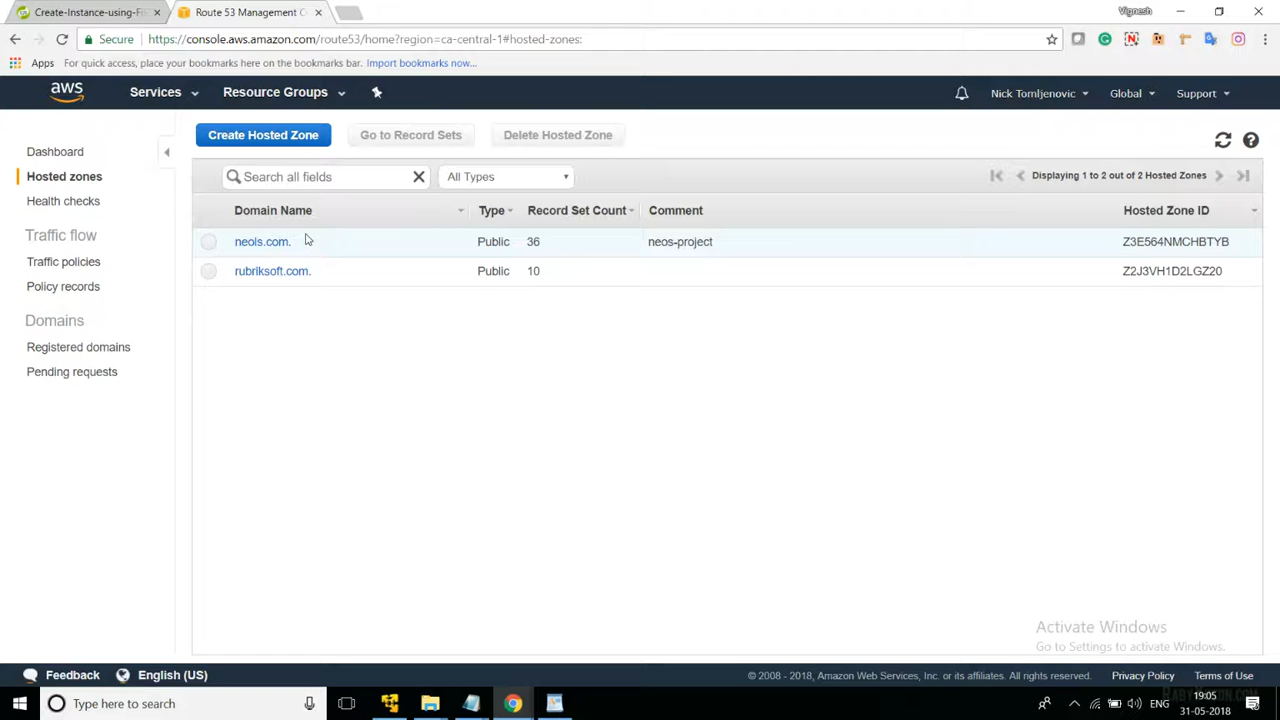 Create-Instance-using-Fi
Route 53 Management C
Vignesh
Secure
https://console.aws.amazon.com/route53/home?region=ca-central-1#hosted-zones:
Apps
For quick access, place your bookmarks here on the bookmarks bar.
Import bookmarks now...
aws
Services
Resource Groups
Nick Tomljenovic
Global
Support
Dashboard
Hosted zones
Health checks
Traffic flow
Traffic policies
Policy records
Domains
Registered domains
Pending requests
Create Hosted Zone
Go to Record Sets
Delete Hosted Zone
Search all fields
All Types
Displaying 1 to 2 out of 2 Hosted Zones
Domain Name Type Record Set Count Comment Hosted Zone ID
neols.com. Public 36 neos-project Z3E564NMCHBTYB
rubriksoft.com. Public 10 Z2J3VH1D2LGZ20
Activate Windows
Go to Settings to activate Windows.
Feedback
English (US)
© 2008 - 2018, Amazon Web Services, Inc. or its affiliates. All rights reserved.
Privacy Policy
Terms of Use
Type here to search
ENG
19:05
31-05-2018